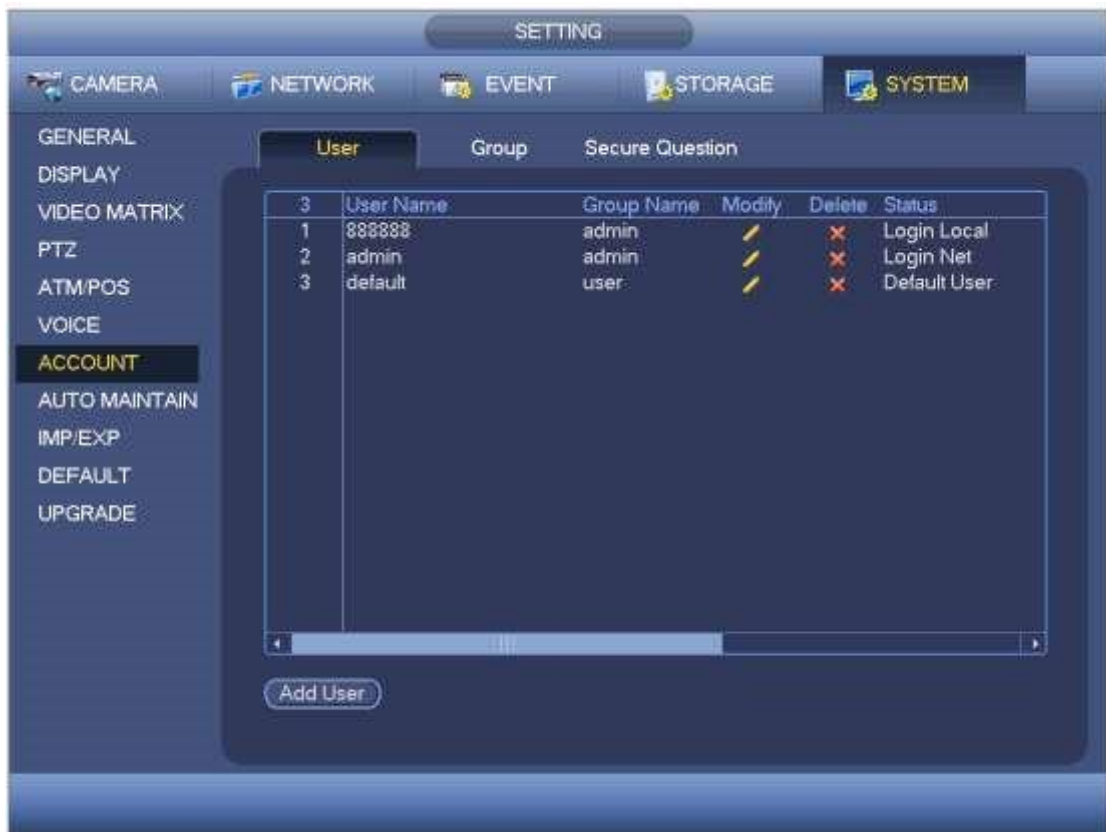 SETTING
CAMERA NETWORK EVENT STORAGE SYSTEM
GENERAL
DISPLAY
VIDEO MATRIX
PTZ
ATM/POS
VOICE
ACCOUNT
AUTO MAINTAIN
IMP/EXP
DEFAULT
UPGRADE
User Group Secure Question
3 User Name Group Name Modify Delete Status
1 888888 admin Login Local
2 admin admin Login Net
3 default user Default User
Add User